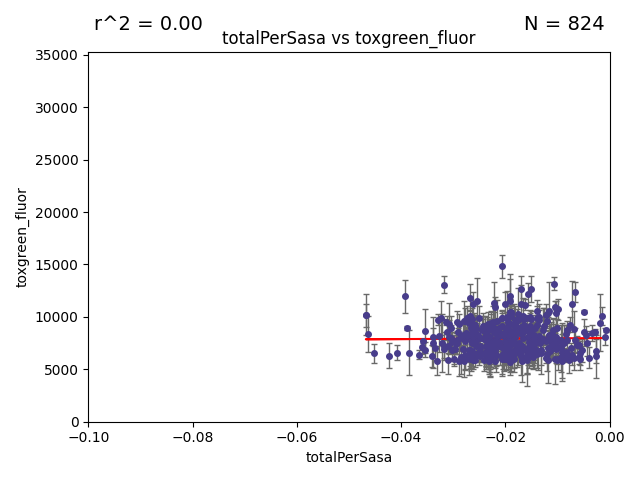 r^2 = 0.00
N = 824
totalPerSasa vs toxgreen_fluor
35000
30000
25000
20000
15000
10000
5000
0
toxgreen_fluor
−0.10
−0.08
−0.06
−0.04
−0.02
0.00
totalPerSasa